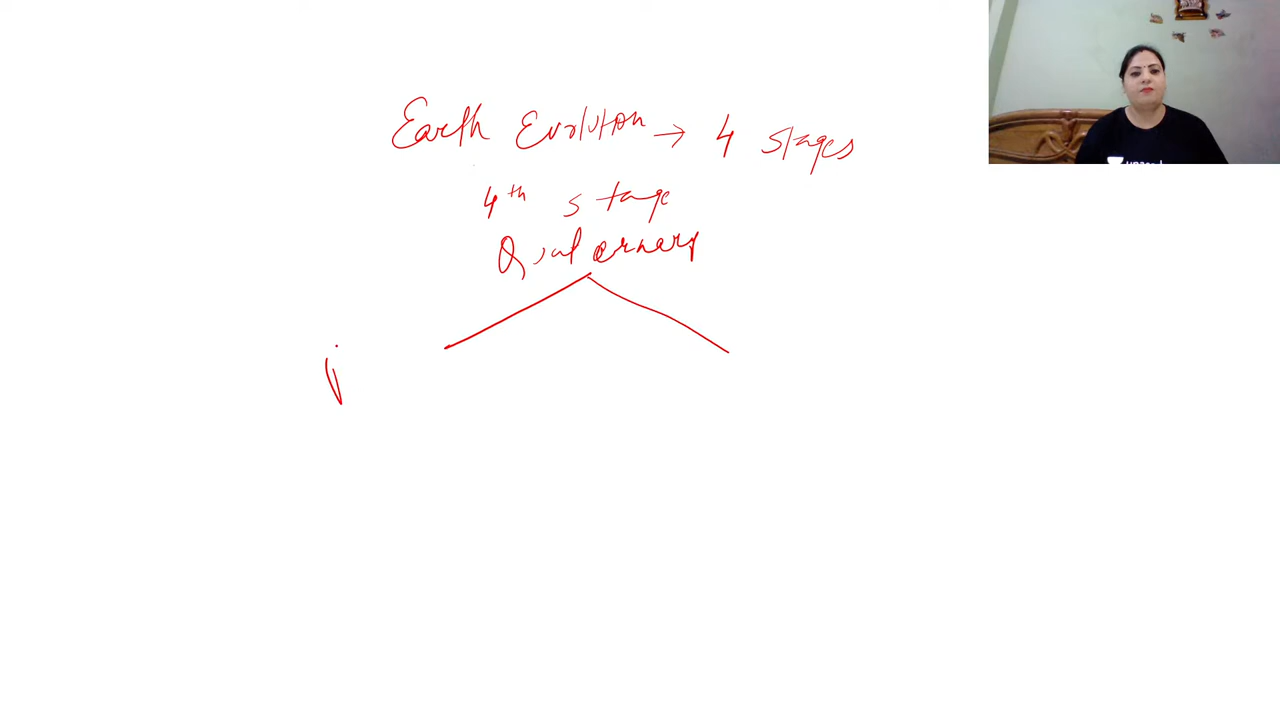 Earth Evolution → 4 stages
4th stage
Quaternary